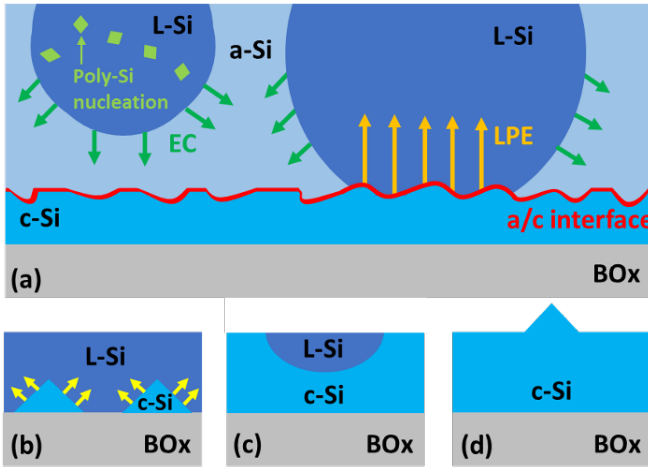 L-Si
L-Si
a-Si
Poly-Si
nucleation
EC
LPE
c-Si
a/c interface
(a)
BOx
L-Si
c-Si
(b)
BOx
L-Si
c-Si
(c)
BOx
c-Si
(d)
BOx